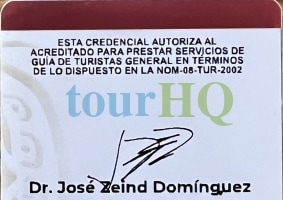 ESTA CREDENCIAL AUTORIZA AL
ACREDITADO PARA PRESTAR SERVICIOS DE
GUÍA DE TURISTAS GENERAL EN TÉRMINOS
DE LO DISPUESTO EN LA NOM-08-TUR-2002
tourHQ
Dr. José Zeind Domínguez